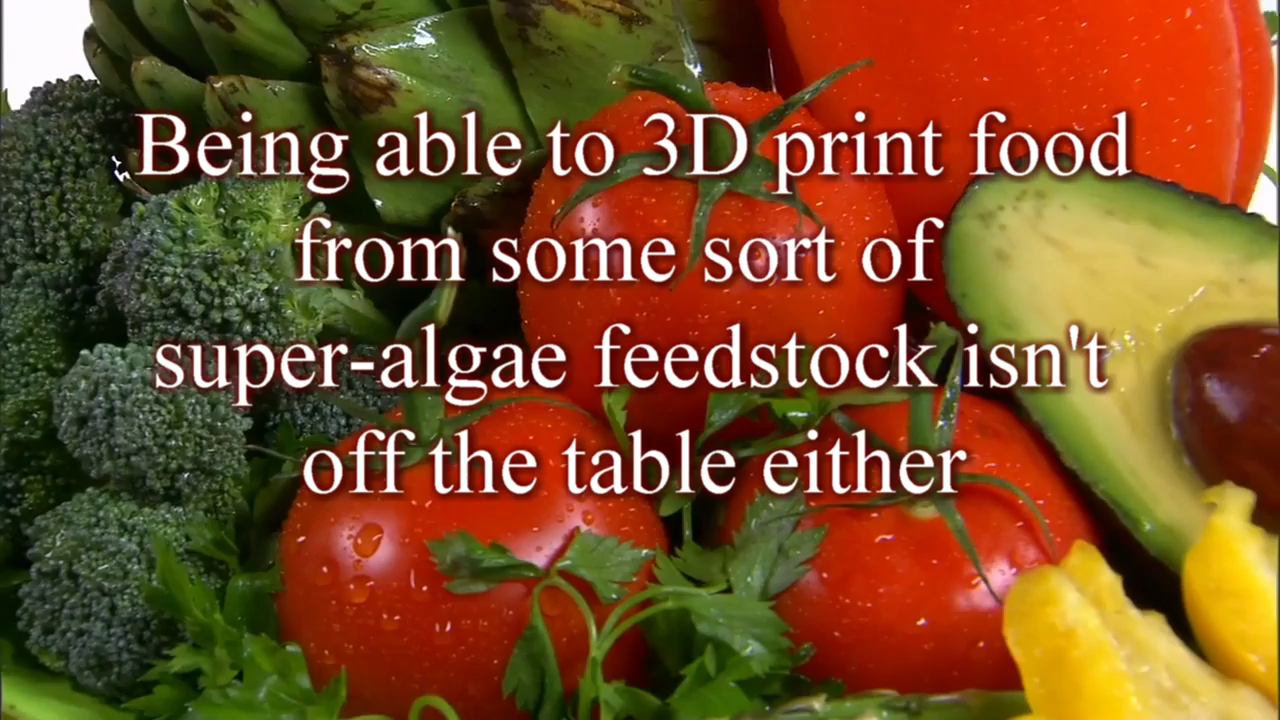 Being able to 3D print food
from some sort of
super-algae feedstock isn't
off the table either